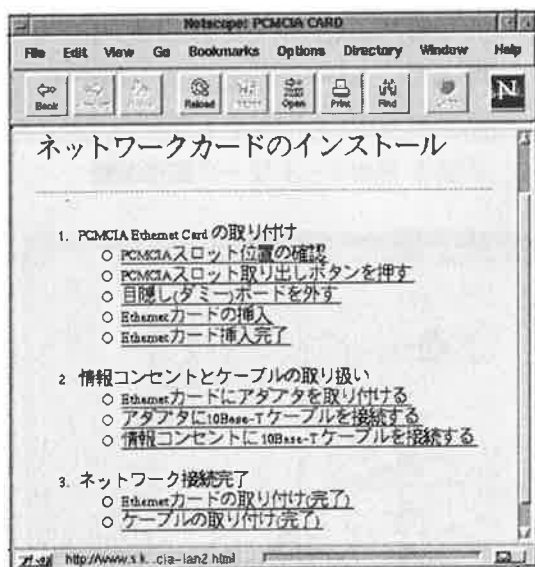 Netscape: PCMCIA CARD
File Edit View Go Bookmarks Options Directory Window Help
Back Reload Open Print Find
N
ネットワークカードのインストール
1. PCMCIA Ethernet Card の取り付け
○ PCMCIAスロット位置の確認
○ PCMCIAスロット取り出しボタンを押す
○ 目隠し(ダミー)ボードを外す
○ Ethernetカードの挿入
○ Ethernetカード挿入完了
2 情報コンセントとケーブルの取り扱い
○ Ethernetカードにアダアタを取り付ける
○ アダアタに10Base-Tケーブルを接続する
○ 情報コンセントに10Base-Tケーブルを接続する
3. ネットワーク接続完了
○ Ethernetカードの取り付け(完了)
○ ケーブルの取り付け(完了)